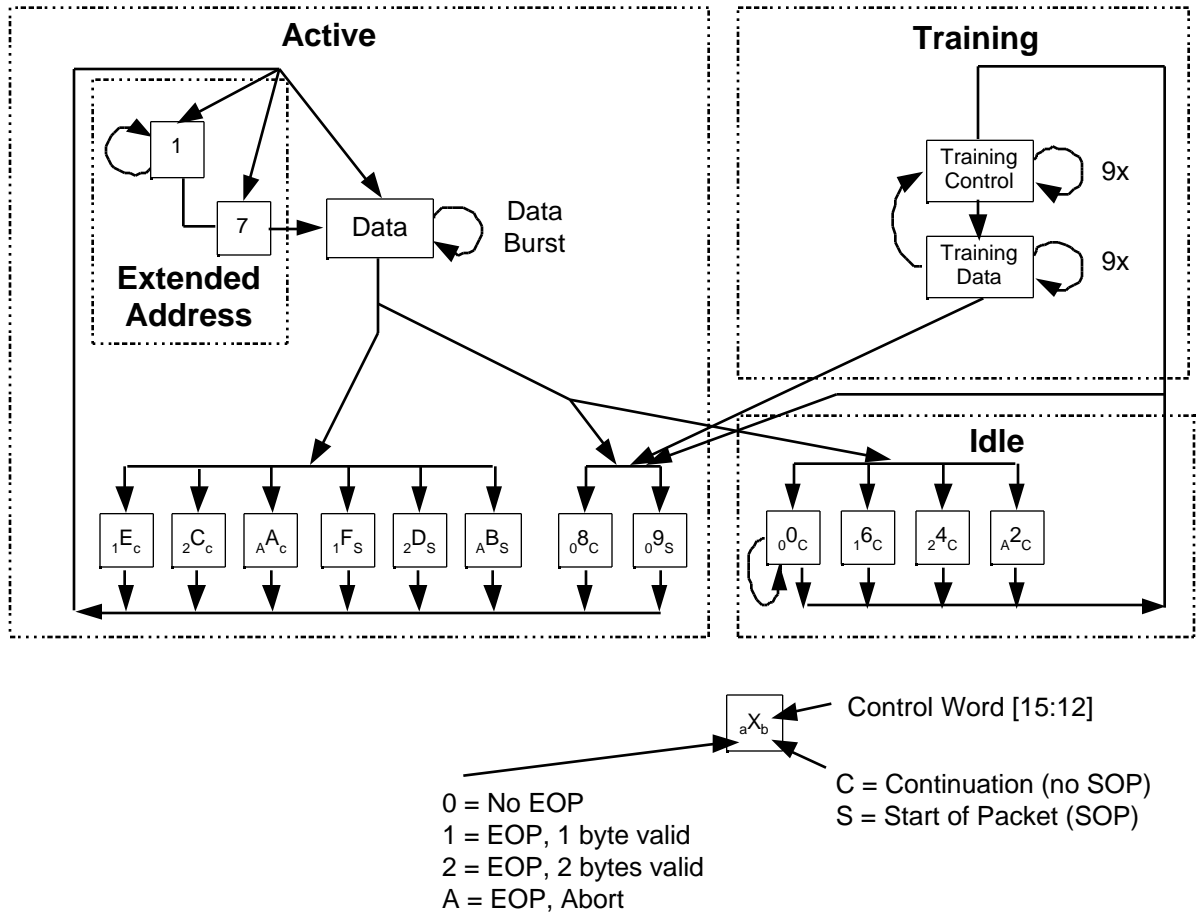 Active
Training
1
7
Data
Data
Burst
Extended
Address
Training
Control
9x
Training
Data
9x
Idle
1Ec
2Cc
AAc
1FS
2DS
ABS
08C
09S
00C
16C
24C
A2C
aXb
Control Word [15:12]
C = Continuation (no SOP)
S = Start of Packet (SOP)
0 = No EOP
1 = EOP, 1 byte valid
2 = EOP, 2 bytes valid
A = EOP, Abort